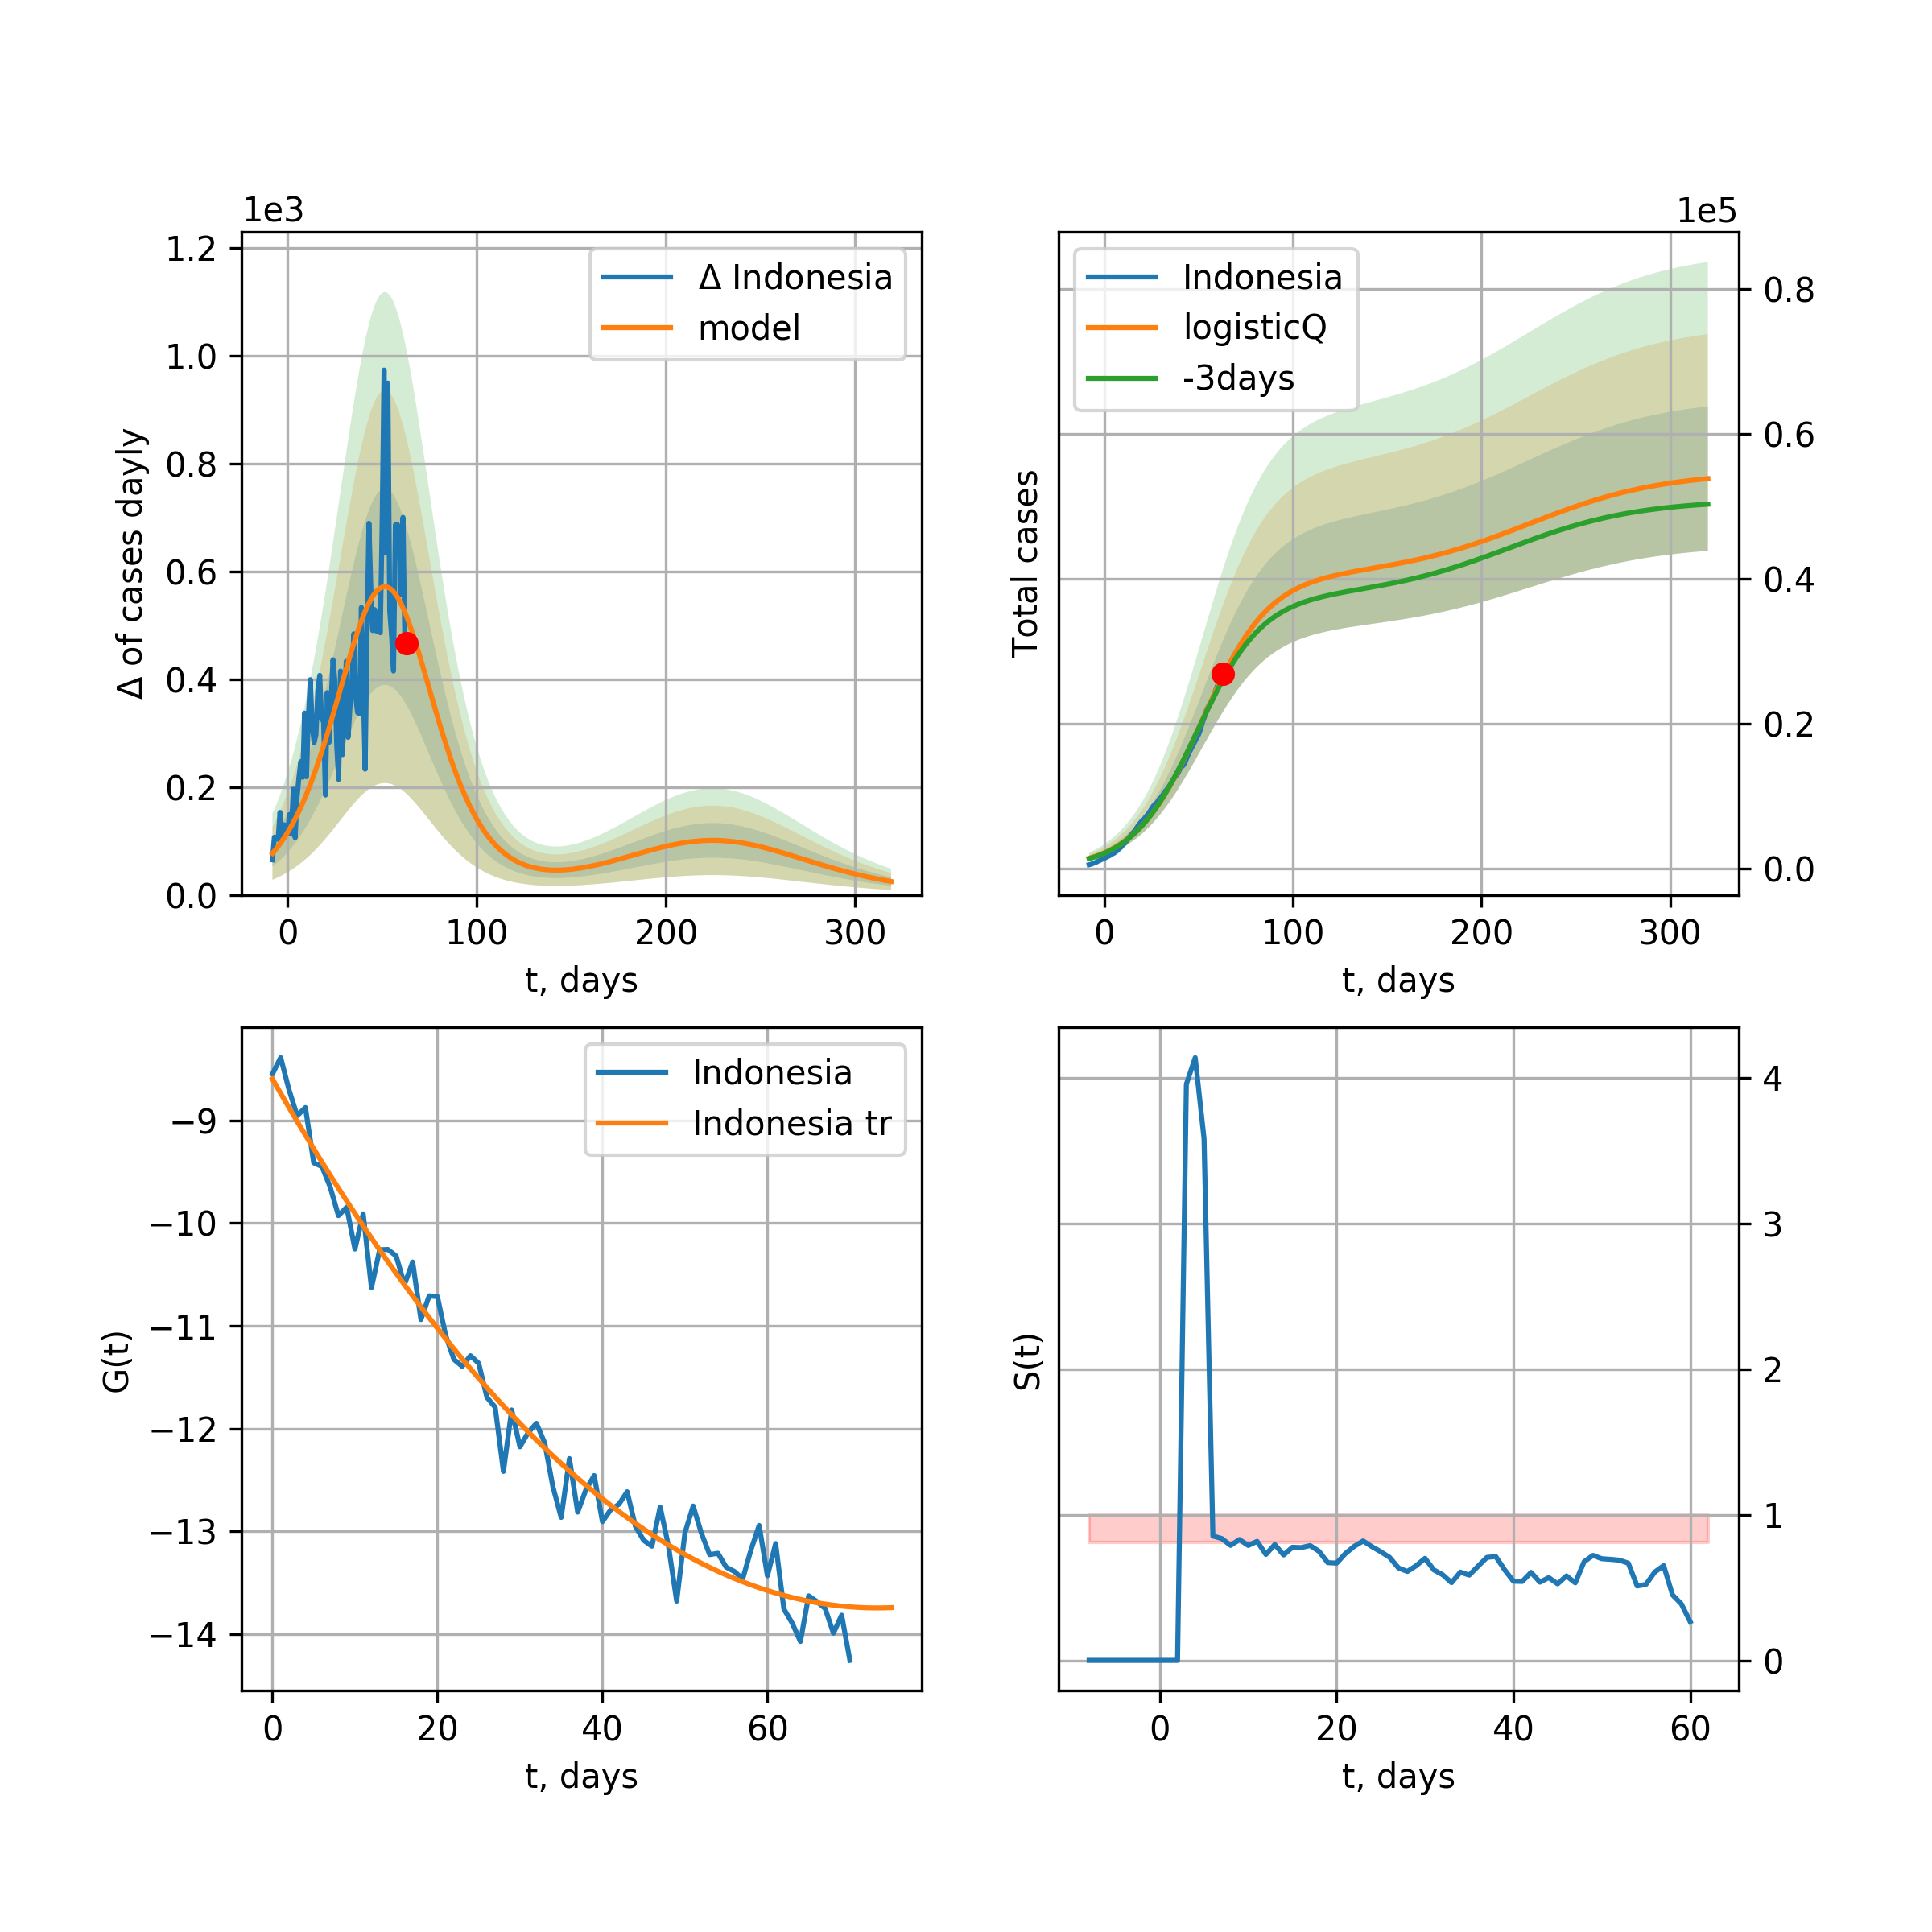 1e3
1.2
1.0
0.8
0.6
0.4
0.2
0.0
Δ of cases dayly
Δ Indonesia
model
0 100 200 300
t, days
1e5
Indonesia
logisticQ
-3days
Total cases
0.8
0.6
0.4
0.2
0.0
0 100 200 300
t, days
Indonesia
Indonesia tr
G(t)
−9
−10
−11
−12
−13
−14
0 20 40 60
t, days
S(t)
4
3
2
1
0
0 20 40 60
t, days